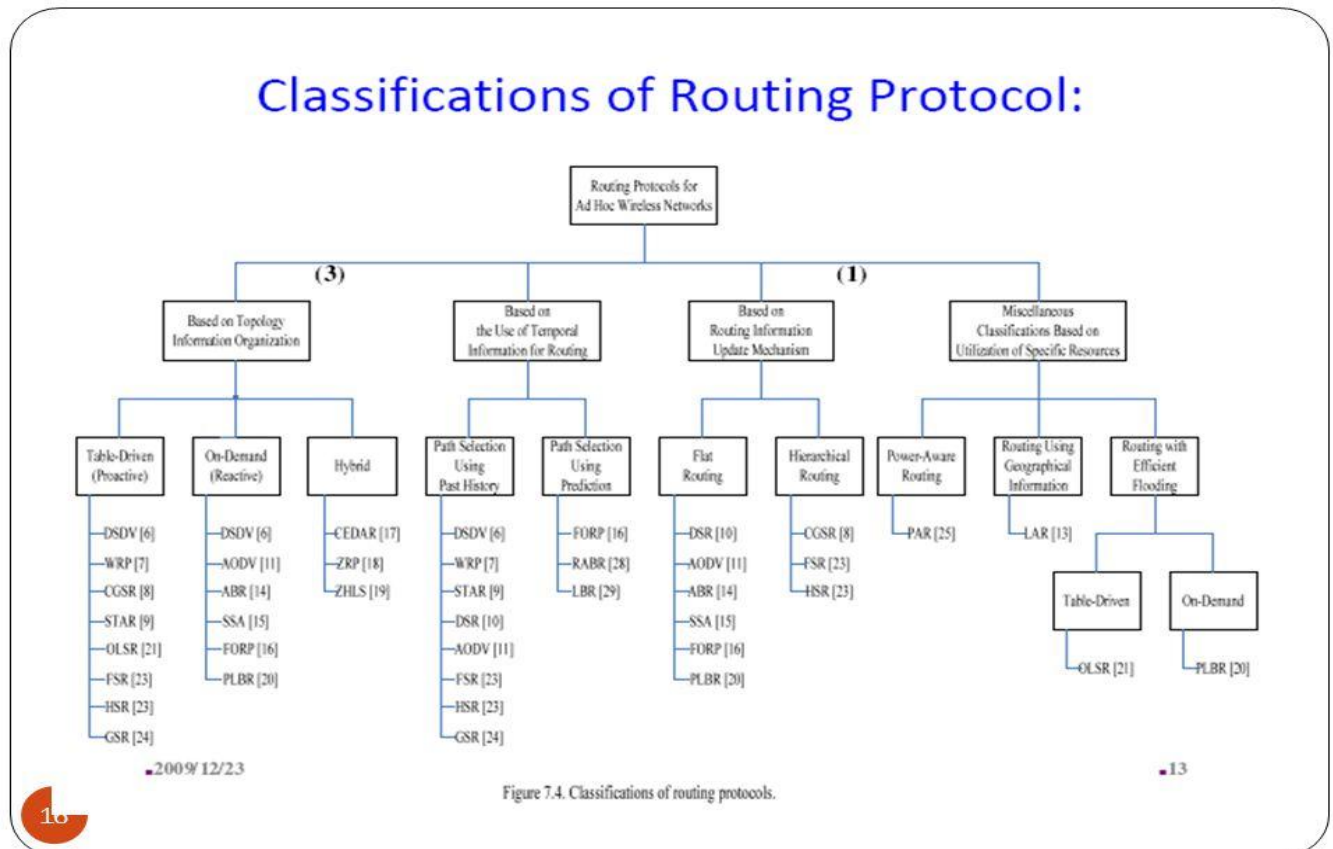 Classifications of Routing Protocol:
Routing Protocols for
Ad Hoc Wireless Networks
(3)
(1)
Based on Topology
Information Organization
Based on
the Use of Temporal
Information for Routing
Based on
Routing Information
Update Mechanism
Miscellaneous
Classifications Based on
Utilization of Specific Resources
Table-Driven
(Proactive)
DSDV [6]
WRP [7]
CGSR [8]
STAR [9]
OLSR [21]
FSR [23]
HSR [23]
GSR [24]
On-Demand
(Reactive)
DSDV [6]
AODV [11]
ABR [14]
SSA [15]
FORP [16]
PLBR [20]
Hybrid
CEDAR [17]
ZRP [18]
ZHLS [19]
Path Selection
Using
Past History
DSDV [6]
WRP [7]
STAR [9]
DSR [10]
AODV [11]
FSR [23]
HSR [23]
GSR [24]
Path Selection
Using
Prediction
FORP [16]
RABR [28]
LBR [29]
Flat
Routing
DSR [10]
AODV [11]
ABR [14]
SSA [15]
FORP [16]
PLBR [20]
Hierarchical
Routing
CGSR [8]
FSR [23]
HSR [23]
Power-Aware
Routing
PAR [25]
Routing Using
Geographical
Information
LAR [13]
Routing with
Efficient
Flooding
Table-Driven
OLSR [21]
On-Demand
PLBR [20]
2009/12/23
13
Figure 7.4. Classifications of routing protocols.